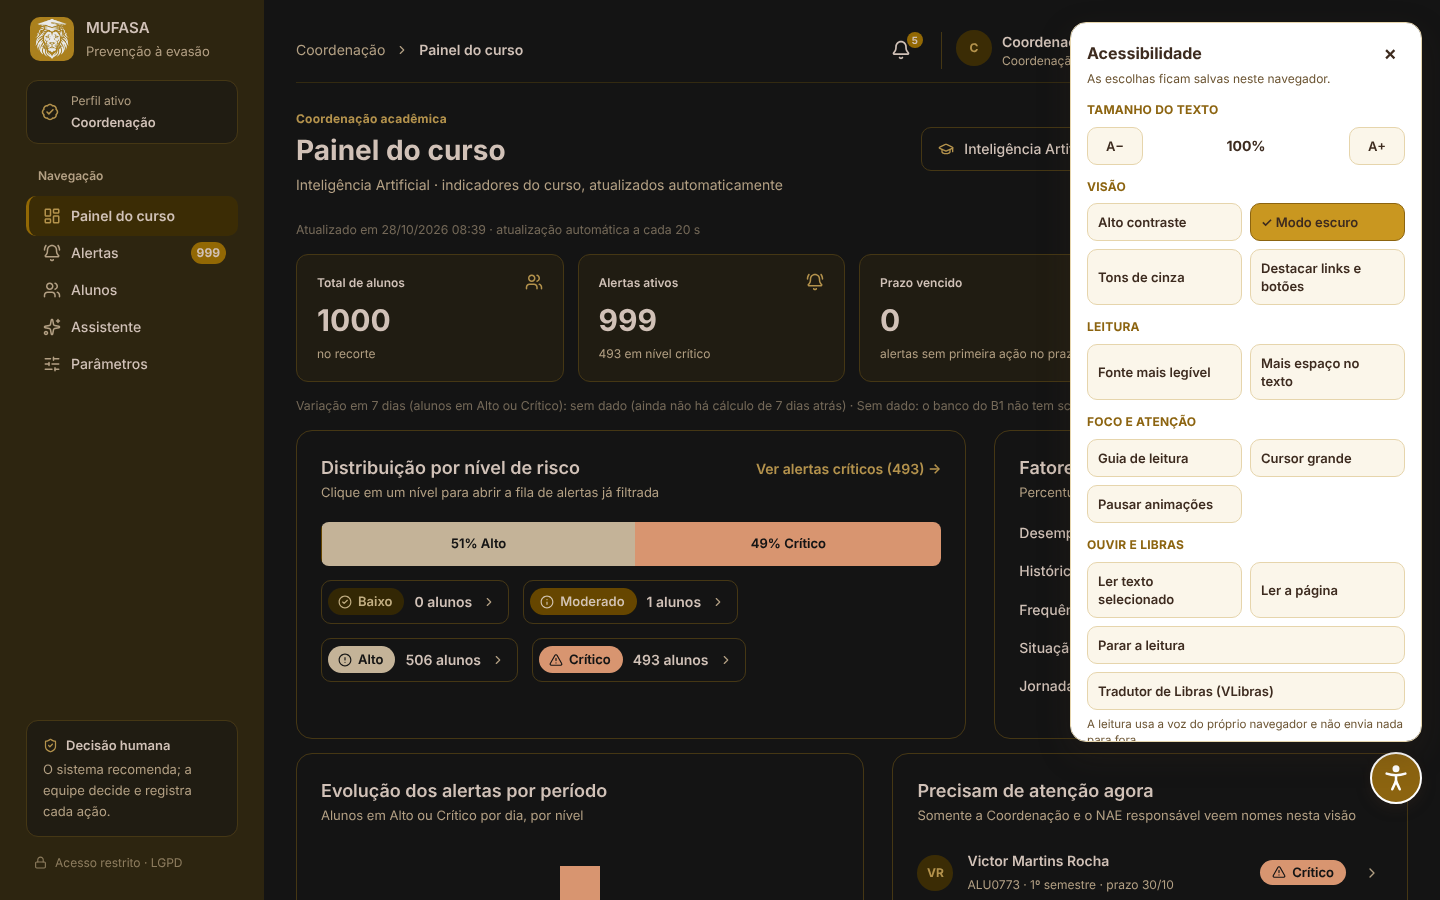 MUFASA
Prevenção à evasão
Perfil ativo
Coordenação
Navegação
Painel do curso
Alertas
999
Alunos
Assistente
Parâmetros
Decisão humana
O sistema recomenda; a
equipe decide e registra
cada ação.
Acesso restrito · LGPD
Coordenação
Painel do curso
5
C
Coordenação acadêmica
Painel do curso
Inteligência Artificial · indicadores do curso, atualizados automaticamente
Atualizado em 28/10/2026 08:39 · atualização automática a cada 20 s
Total de alunos
1000
no recorte
Alertas ativos
999
493 em nível crítico
Prazo vencido
0
alertas sem primeira ação no praz
Variação em 7 dias (alunos em Alto ou Crítico): sem dado (ainda não há cálculo de 7 dias atrás) · Sem dado: o banco do B1 não tem sc
Distribuição por nível de risco
Ver alertas críticos (493) →
Clique em um nível para abrir a fila de alertas já filtrada
51% Alto
49% Crítico
Baixo
0 alunos
Moderado
1 alunos
Alto
506 alunos
Crítico
493 alunos
Evolução dos alertas por período
Alunos em Alto ou Crítico por dia, por nível
Precisam de atenção agora
Somente a Coordenação e o NAE responsável veem nomes nesta visão
VR
Victor Martins Rocha
ALU0773 · 1º semestre · prazo 30/10
Crítico
Acessibilidade
As escolhas ficam salvas neste navegador.
TAMANHO DO TEXTO
A−
100%
A+
VISÃO
Alto contraste
✓ Modo escuro
Tons de cinza
Destacar links e
botões
LEITURA
Fonte mais legível
Mais espaço no
texto
FOCO E ATENÇÃO
Guia de leitura
Cursor grande
Pausar animações
OUVIR E LIBRAS
Ler texto
selecionado
Ler a página
Parar a leitura
Tradutor de Libras (VLibras)
A leitura usa a voz do próprio navegador e não envia nada
para fora.